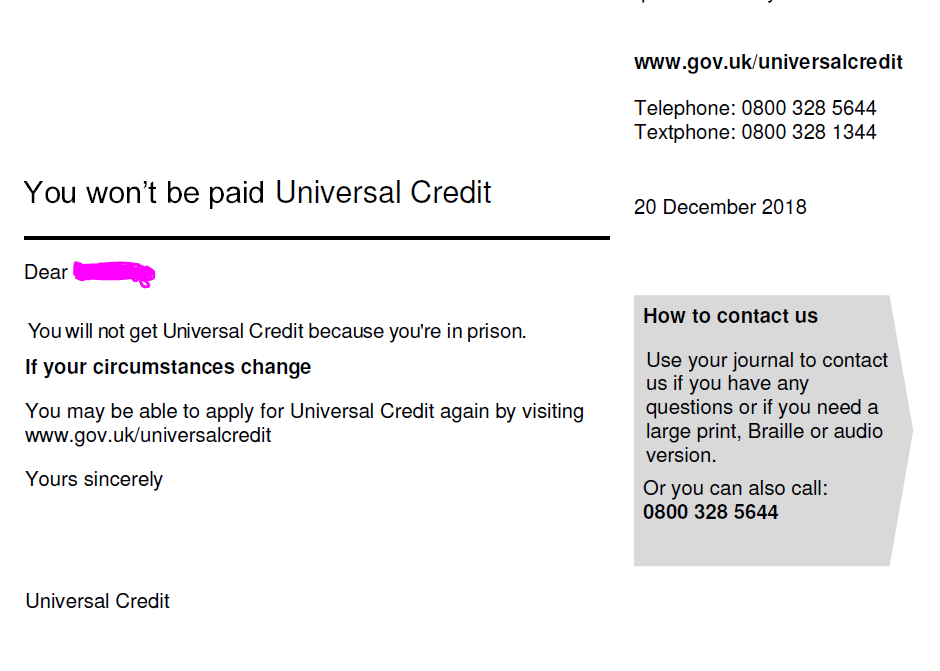 www.gov.uk/universalcredit
Telephone: 0800 328 5644
Textphone: 0800 328 1344
You won't be paid Universal Credit
20 December 2018
Dear
You will not get Universal Credit because you're in prison.
If your circumstances change
You may be able to apply for Universal Credit again by visiting
www.gov.uk/universalcredit
Yours sincerely
Universal Credit
How to contact us
Use your journal to contact
us if you have any
questions or if you need a
large print, Braille or audio
version.
Or you can also call:
0800 328 5644